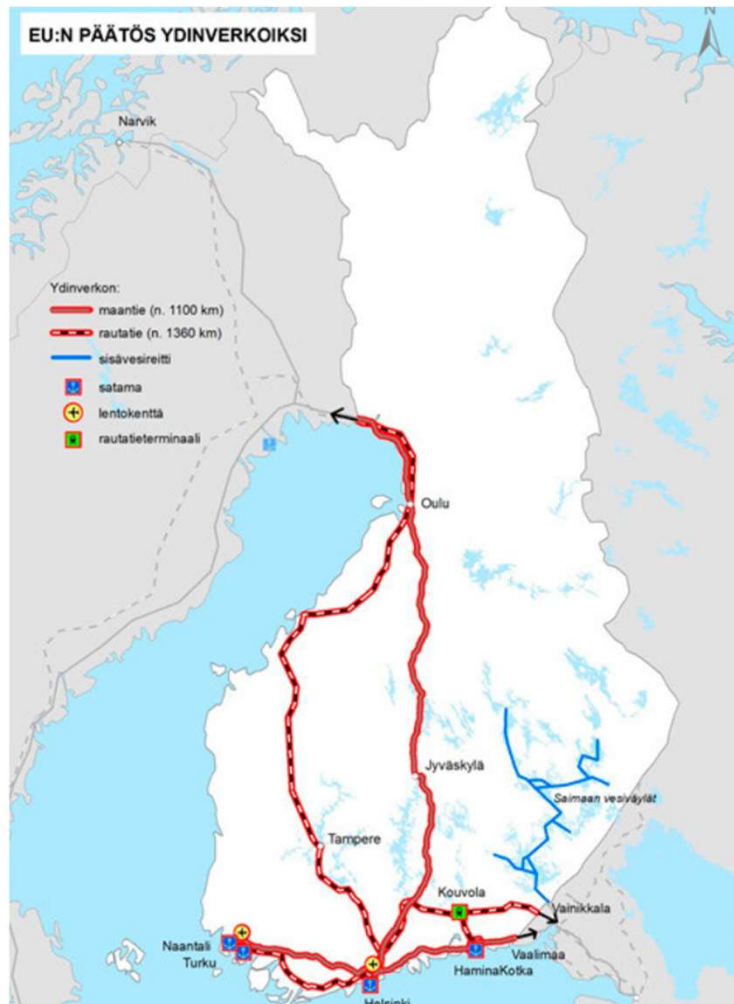 EU:N PÄÄTÖS YDINVERKOIKSI
Narvik
Ydinverkon:
maantie (n. 1100 km)
rautatie (n. 1360 km)
sisävesireitti
satama
lentokenttä
rautatieterminaali
Oulu
Jyväskylä
Saimaan vesiväylät
Tampere
Kouvola
Vainikkala
Naantali
Turku
Vaalimaa
HaminaKotka
Helsinki